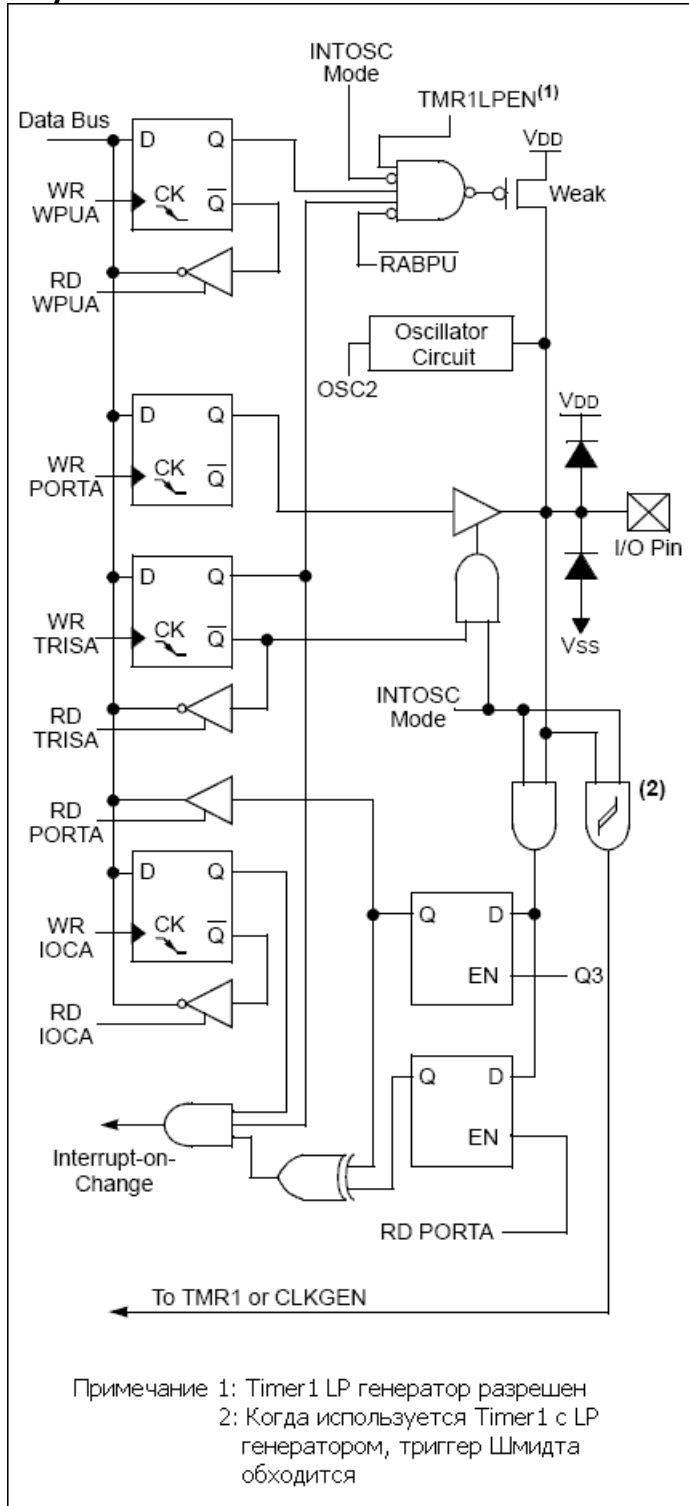 INTOSC
Mode
TMR1LPEN(1)
Data Bus
D Q
VDD
WR
WPUA
CK Q
Weak
RD
WPUA
RABPU
Oscillator
Circuit
OSC2
D Q
VDD
WR
PORTA
CK Q
I/O Pin
D Q
WR
TRISA
CK Q
VSS
RD
TRISA
INTOSC
Mode
(2)
RD
PORTA
D Q
Q D
WR
IOCA
CK Q
EN Q3
RD
IOCA
Q D
EN
Interrupt-on-
Change
RD PORTA
To TMR1 or CLKGEN
Примечание 1: Timer1 LP генератор разрешен
2: Когда используется Timer1 с LP
генератором, триггер Шмидта
обходится